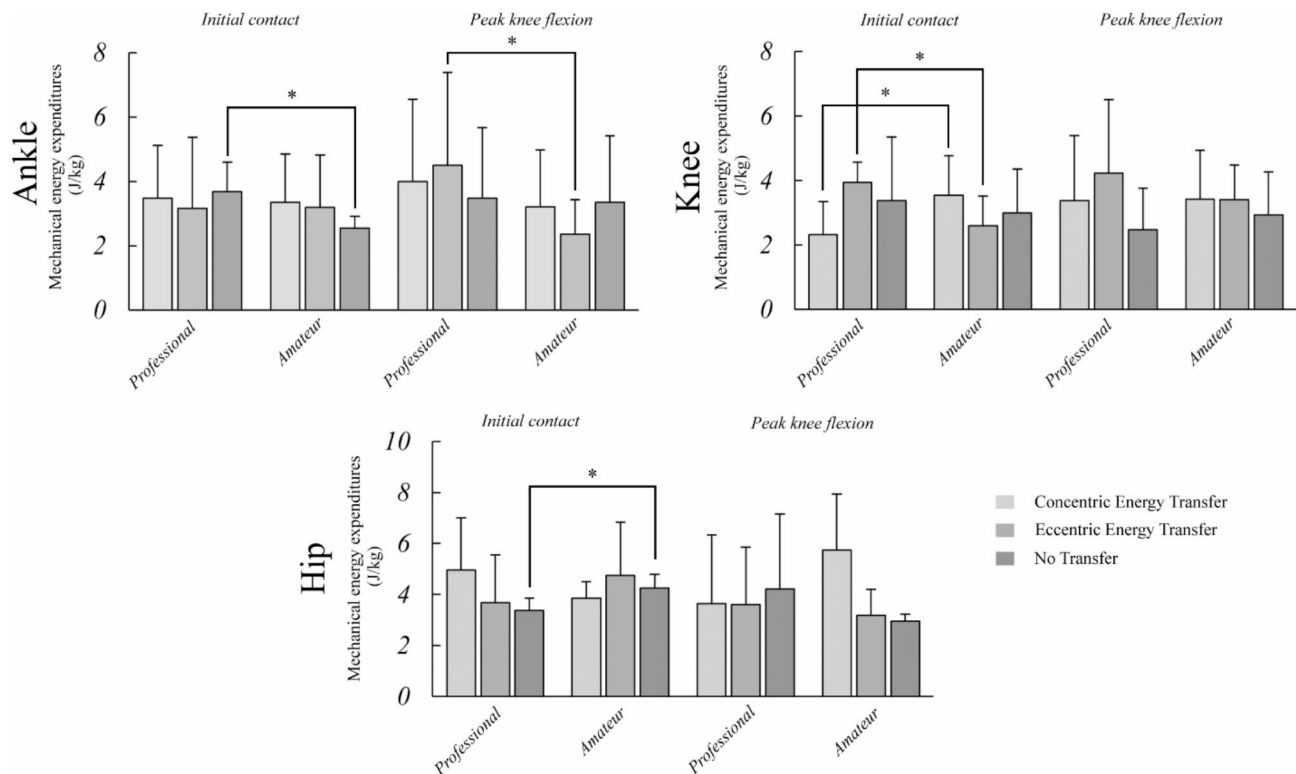 Initial contact
Peak knee flexion
Ankle
Mechanical energy expenditures
(J/kg)
8
6
4
2
0
*
*
Professional
Amateur
Professional
Amateur
Initial contact
Peak knee flexion
Knee
Mechanical energy expenditures
(J/kg)
8
6
4
2
0
*
*
Professional
Amateur
Professional
Amateur
Initial contact
Peak knee flexion
Hip
Mechanical energy expenditures
(J/kg)
10
8
6
4
2
0
*
Professional
Amateur
Professional
Amateur
Concentric Energy Transfer
Eccentric Energy Transfer
No Transfer